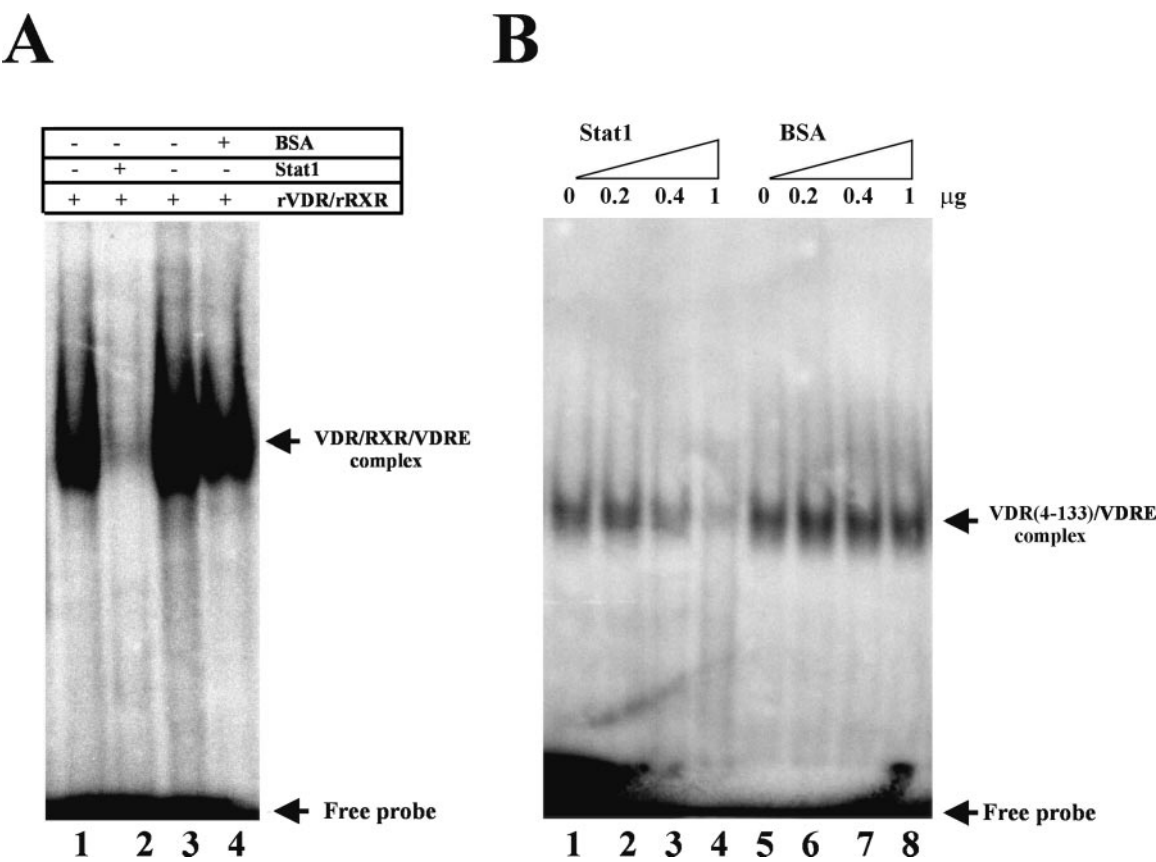 A
- - - + BSA
- + - - Stat1
+ + + + rVDR/rRXR
VDR/RXR/VDRE
complex
Free probe
1 2 3 4
B
Stat1 BSA
0 0.2 0.4 1 0 0.2 0.4 1 μg
VDR(4-133)/VDRE
complex
Free probe
1 2 3 4 5 6 7 8